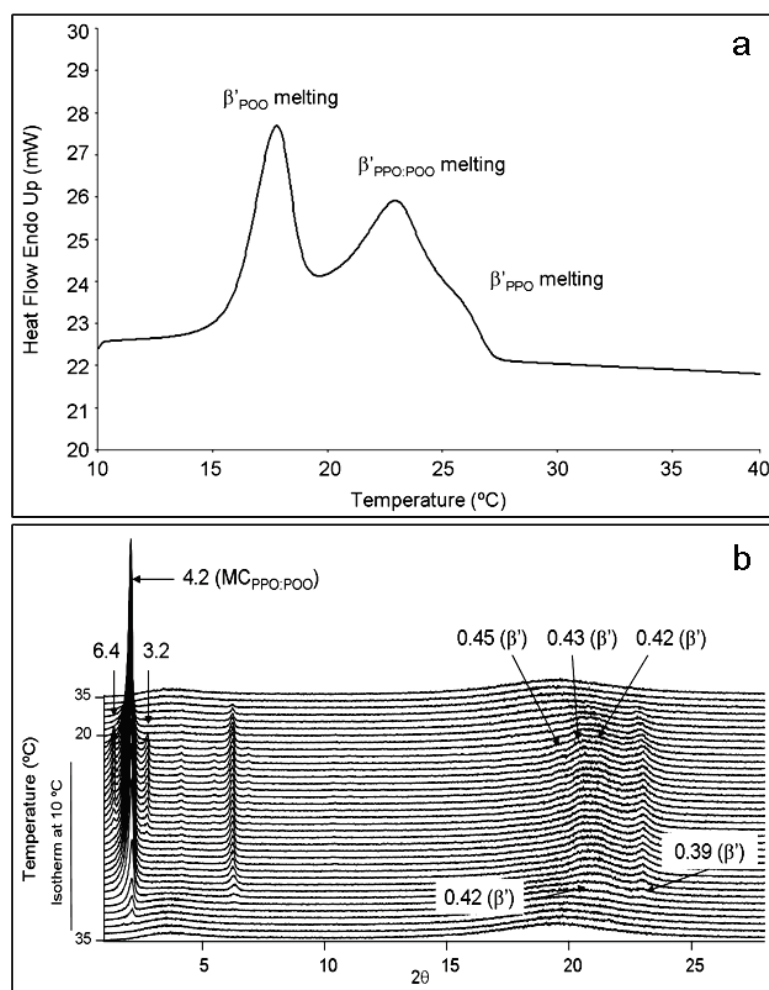 a
30
29
28
27
26
25
24
23
22
21
20
Heat Flow Endo Up (mW)
β'POO melting
β'PPO:POO melting
β'PPO melting
10 15 20 25 30 35 40
Temperature (ºC)
b
4.2 (MCPPO:POO)
6.4
3.2
0.45 (β')
0.43 (β')
0.42 (β')
35
20
Temperature (ºC)
Isotherm at 10 ºC
0.39 (β')
0.42 (β')
35
5 10 15 20 25
2θ